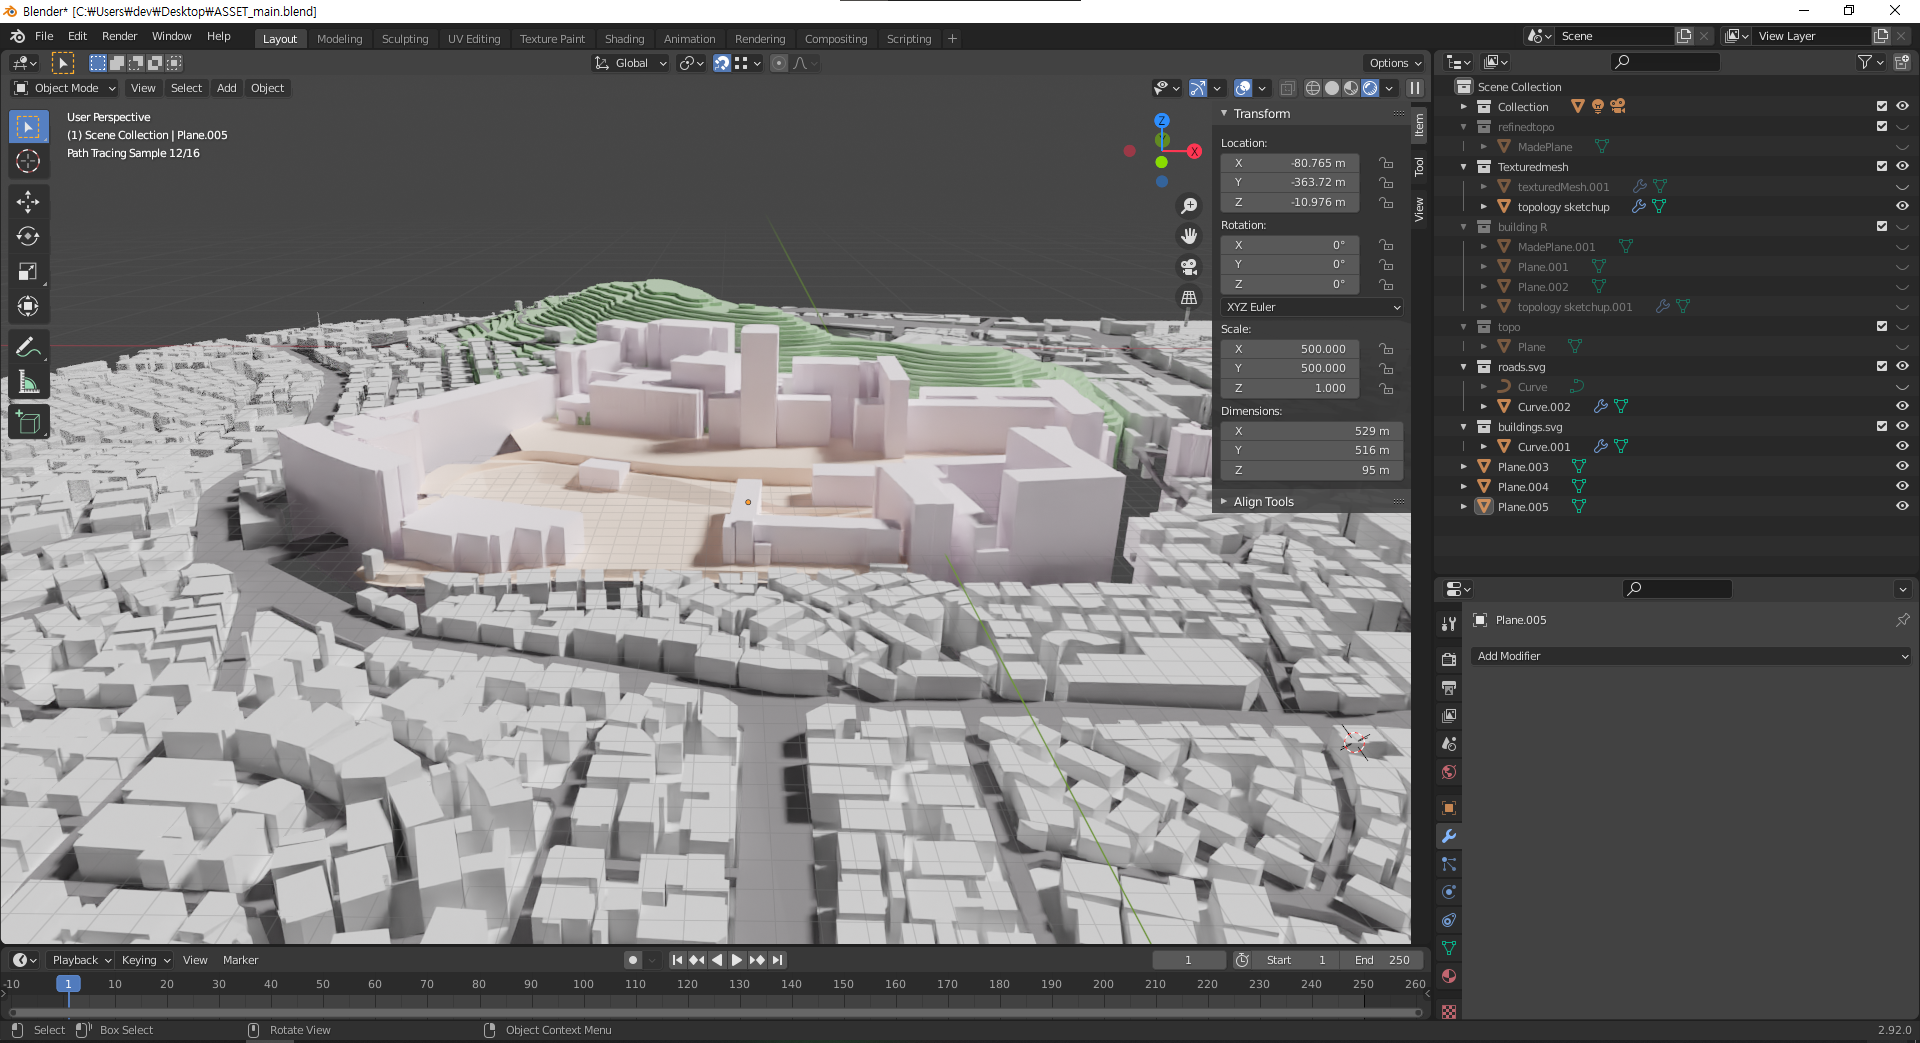 Blender* [C:₩Users₩dev₩Desktop₩ASSET_main.blend]
File Edit Render Window Help
Layout Modeling Sculpting UV Editing Texture Paint Shading Animation Rendering Compositing Scripting +
Scene
View Layer
Global
Options
Object Mode View Select Add Object
User Perspective
(1) Scene Collection | Plane.005
Path Tracing Sample 12/16
Z
X
Item
Tool
View
Transform
Location:
X -80.765 m
Y -363.72 m
Z -10.976 m
Rotation:
X 0°
Y 0°
Z 0°
XYZ Euler
Scale:
X 500.000
Y 500.000
Z 1.000
Dimensions:
X 529 m
Y 516 m
Z 95 m
Align Tools
Scene Collection
Collection
refinedtopo
MadePlane
Texturedmesh
texturedMesh.001
topology sketchup
building R
MadePlane.001
Plane.001
Plane.002
topology sketchup.001
topo
Plane
roads.svg
Curve
Curve.002
buildings.svg
Curve.001
Plane.003
Plane.004
Plane.005
Plane.005
Add Modifier
Playback Keying View Marker
1
Start 1
End 250
-10 1 10 20 30 40 50 60 70 80 90 100 110 120 130 140 150 160 170 180 190 200 210 220 230 240 250 260
Select Box Select Rotate View Object Context Menu
2.92.0